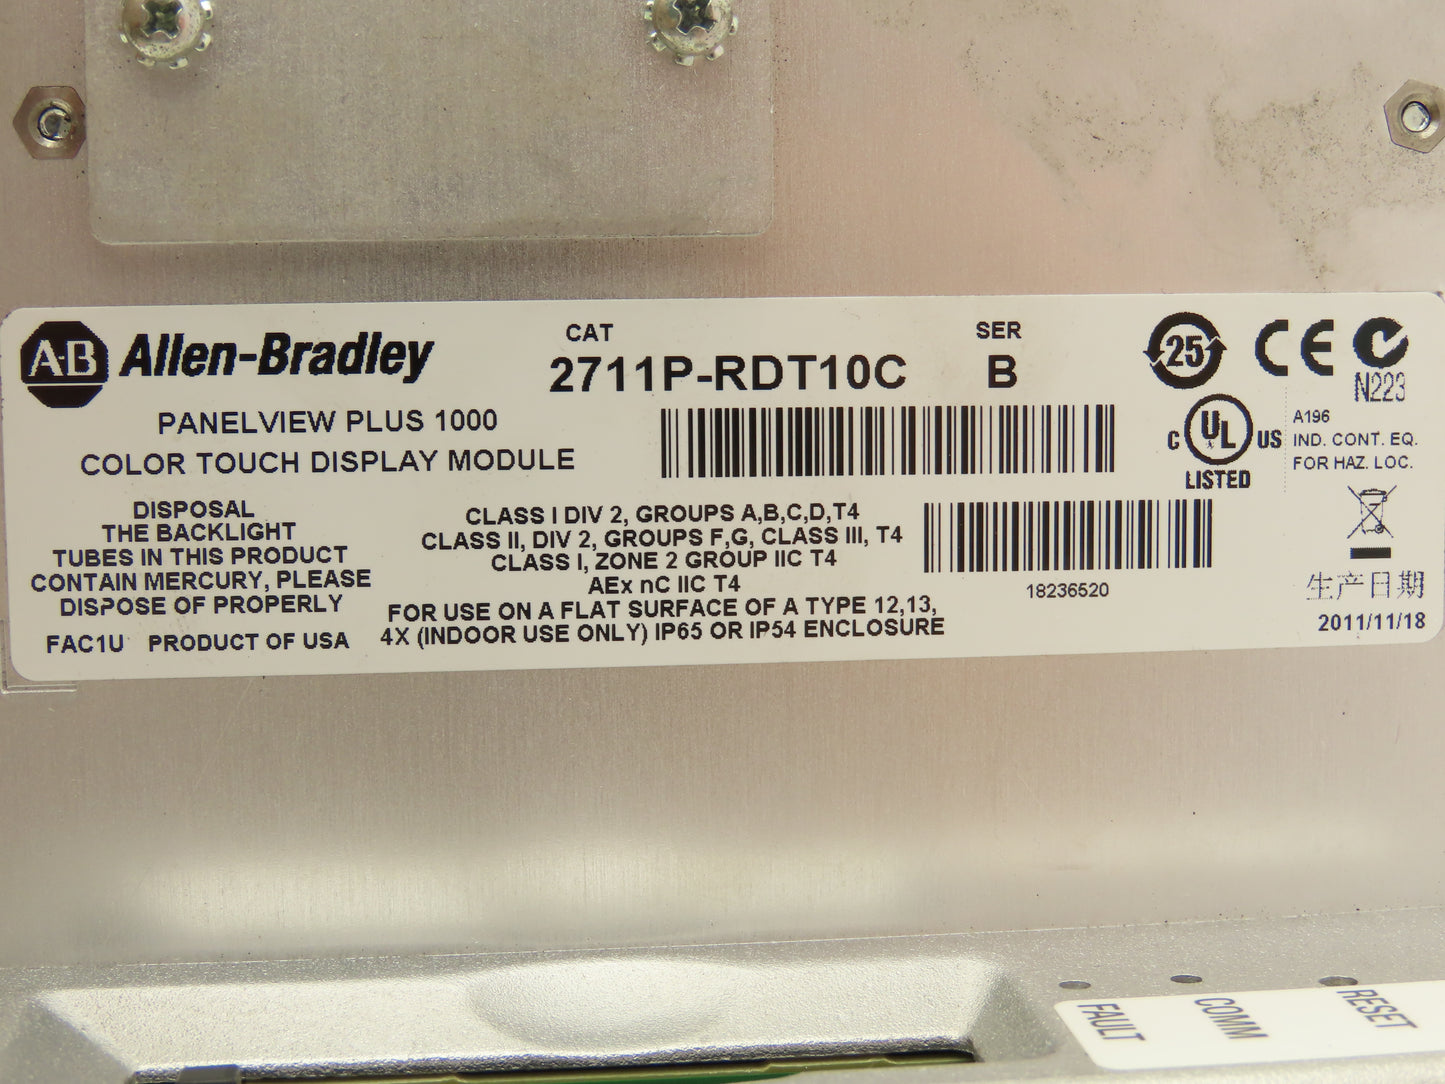 A-B Allen-Bradley
CAT
2711P-RDT10C
SER
B
25
CE
N223
PANELVIEW PLUS 1000
COLOR TOUCH DISPLAY MODULE
C UL US
LISTED
A196
IND. CONT. EQ.
FOR HAZ. LOC.
DISPOSAL
THE BACKLIGHT
TUBES IN THIS PRODUCT
CONTAIN MERCURY, PLEASE
DISPOSE OF PROPERLY
FAC1U PRODUCT OF USA
CLASS I DIV 2, GROUPS A,B,C,D,T4
CLASS II, DIV 2, GROUPS F,G, CLASS III, T4
CLASS I, ZONE 2 GROUP IIC T4
AEx nC IIC T4
FOR USE ON A FLAT SURFACE OF A TYPE 12,13,
4X (INDOOR USE ONLY) IP65 OR IP54 ENCLOSURE
18236520
生产日期
2011/11/18
FAULT
COMM
RESET